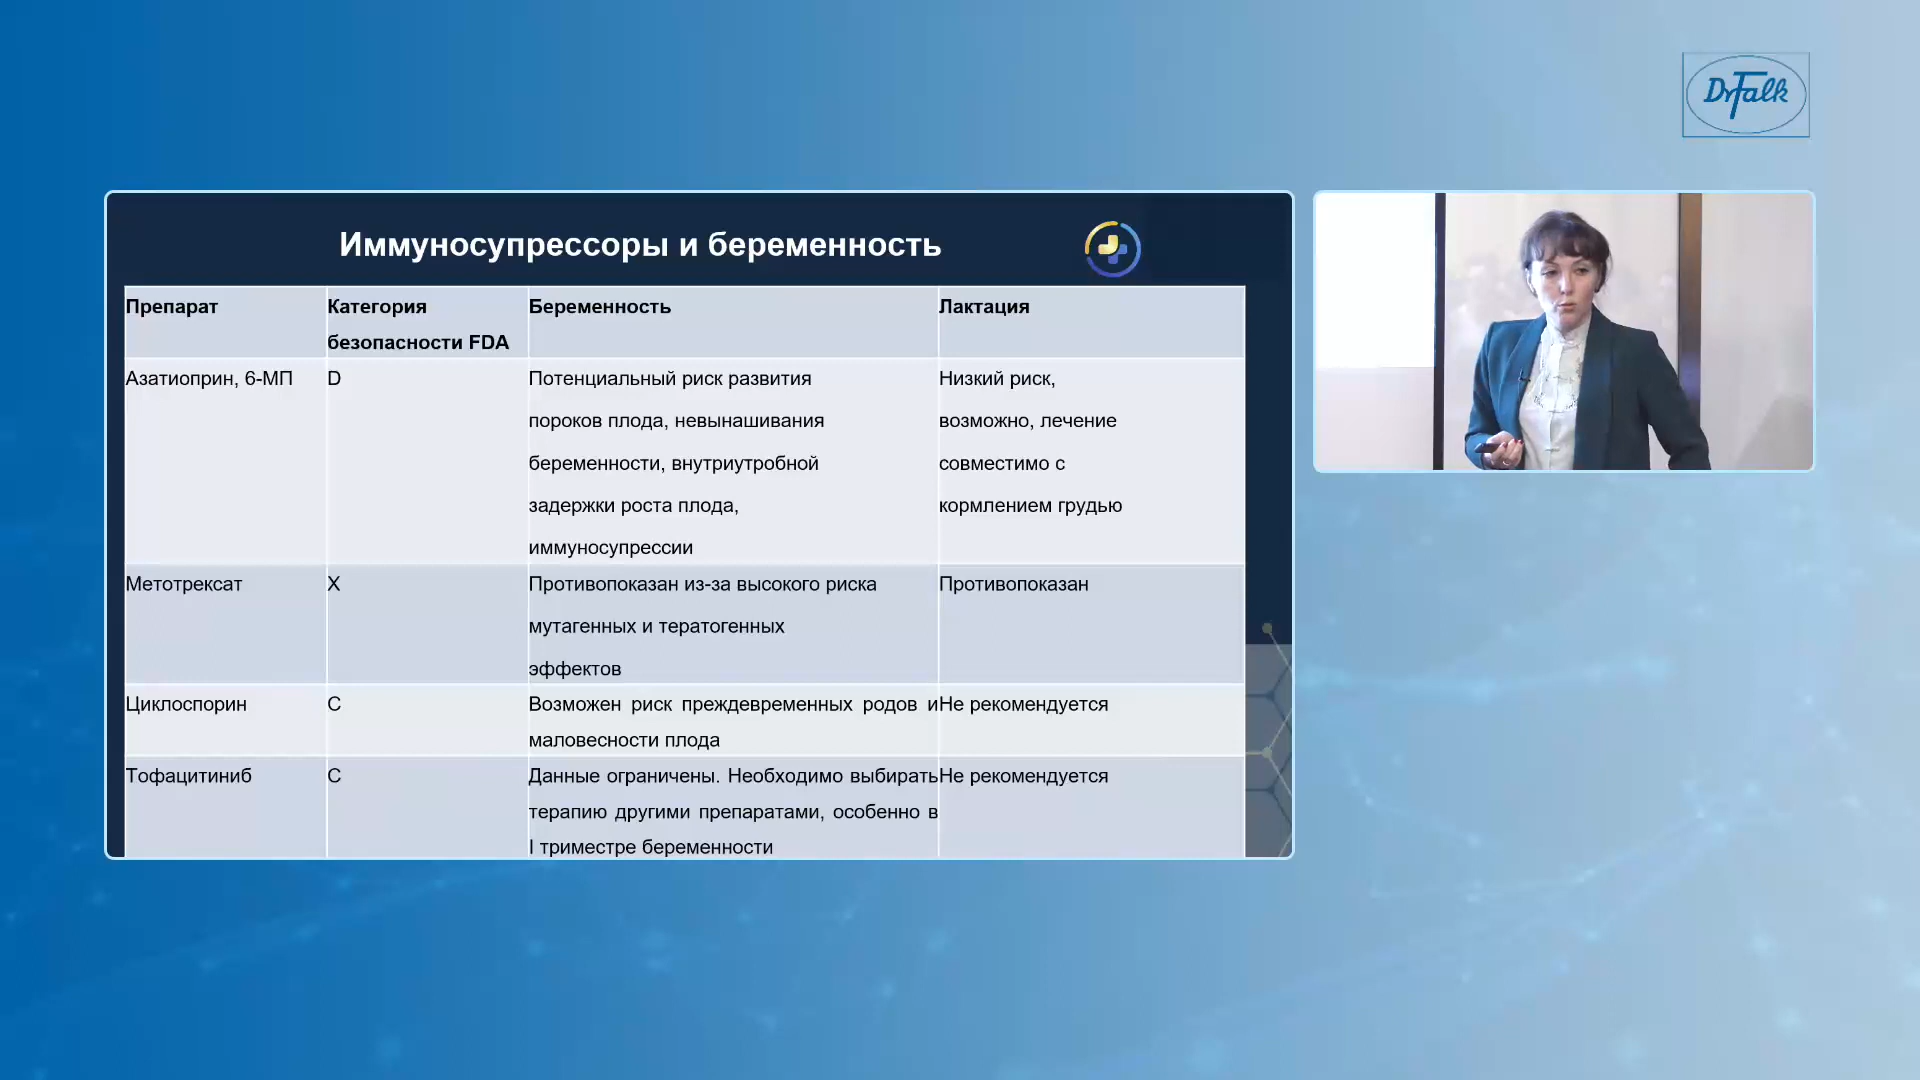 Dr Falk
Иммуносупрессоры и беременность
Препарат
Категория
безопасности FDA
Беременность
Лактация
Азатиоприн, 6-МП
D
Потенциальный риск развития
пороков плода, невынашивания
беременности, внутриутробной
задержки роста плода,
иммуносупрессии
Низкий риск,
возможно, лечение
совместимо с
кормлением грудью
Метотрексат
X
Противопоказан из-за высокого риска
мутагенных и тератогенных
эффектов
Противопоказан
Циклоспорин
C
Возможен риск преждевременных родов и
маловесности плода
Не рекомендуется
Тофацитиниб
C
Данные ограничены. Необходимо выбирать
терапию другими препаратами, особенно в
I триместре беременности
Не рекомендуется